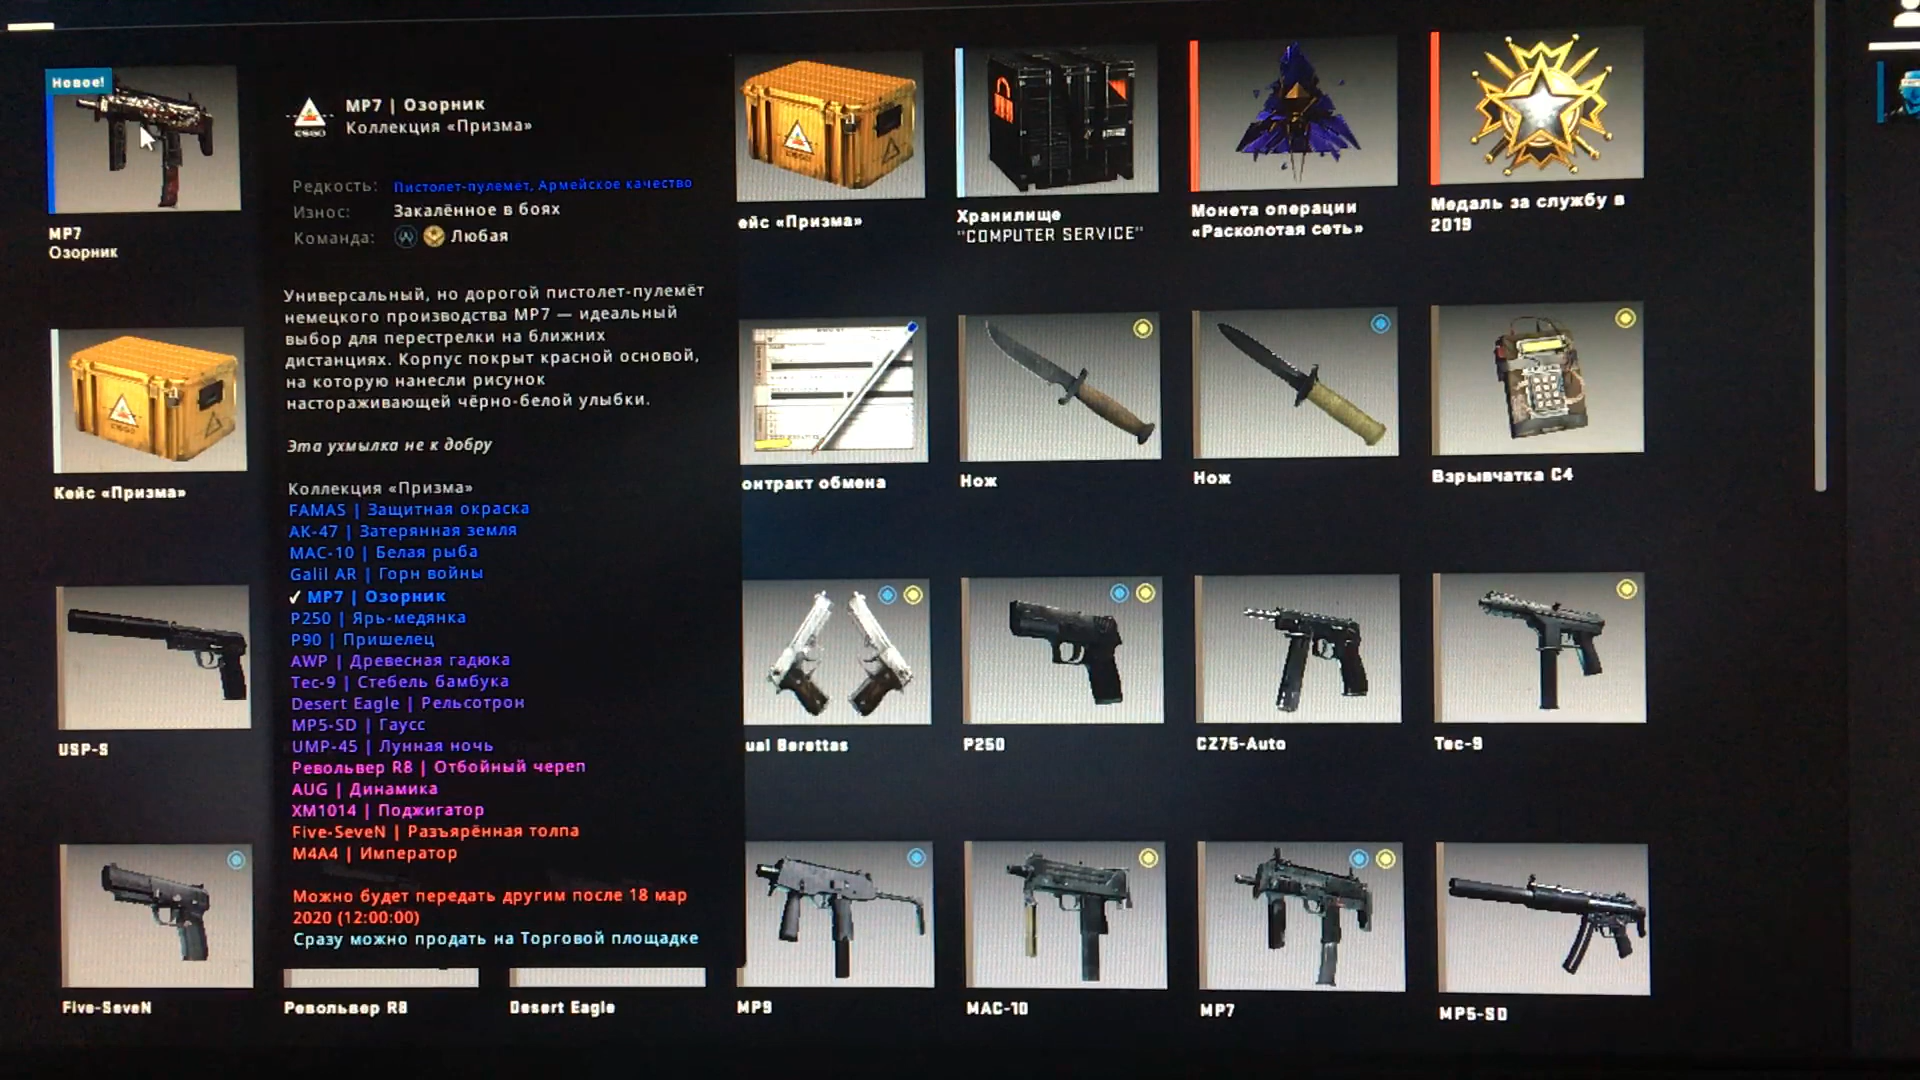 Новое!
MP7
Озорник
MP7 | Озорник
Коллекция «Призма»
Редкость: Пистолет-пулемёт, Армейское качество
Износ: Закалённое в боях
Команда: Любая
Универсальный, но дорогой пистолет-пулемёт
немецкого производства MP7 — идеальный
выбор для перестрелки на ближних
дистанциях. Корпус покрыт красной основой,
на которую нанесли рисунок
настораживающей чёрно-белой улыбки.
Эта ухмылка не к добру
Коллекция «Призма»
FAMAS | Защитная окраска
AK-47 | Затерянная земля
MAC-10 | Белая рыба
Galil AR | Горн войны
✓ MP7 | Озорник
P250 | Ярь-медянка
P90 | Пришелец
AWP | Древесная гадюка
Tec-9 | Стебель бамбука
Desert Eagle | Рельсотрон
MP5-SD | Гаусс
UMP-45 | Лунная ночь
Револьвер R8 | Отбойный череп
AUG | Динамика
XM1014 | Поджигатор
Five-SeveN | Разъярённая толпа
M4A4 | Император
Можно будет передать другим после 18 мар
2020 (12:00:00)
Сразу можно продать на Торговой площадке
ейс «Призма»
Хранилище
"COMPUTER SERVICE"
Монета операции
«Расколотая сеть»
Медаль за службу в
2019
Кейс «Призма»
онтракт обмена
Нож
Нож
Взрывчатка C4
USP-S
ual Berettas
P250
CZ75-Auto
Tec-9
Five-SeveN
Револьвер R8
Desert Eagle
MP9
MAC-10
MP7
MP5-SD
CSGO
CSGO
CSGO